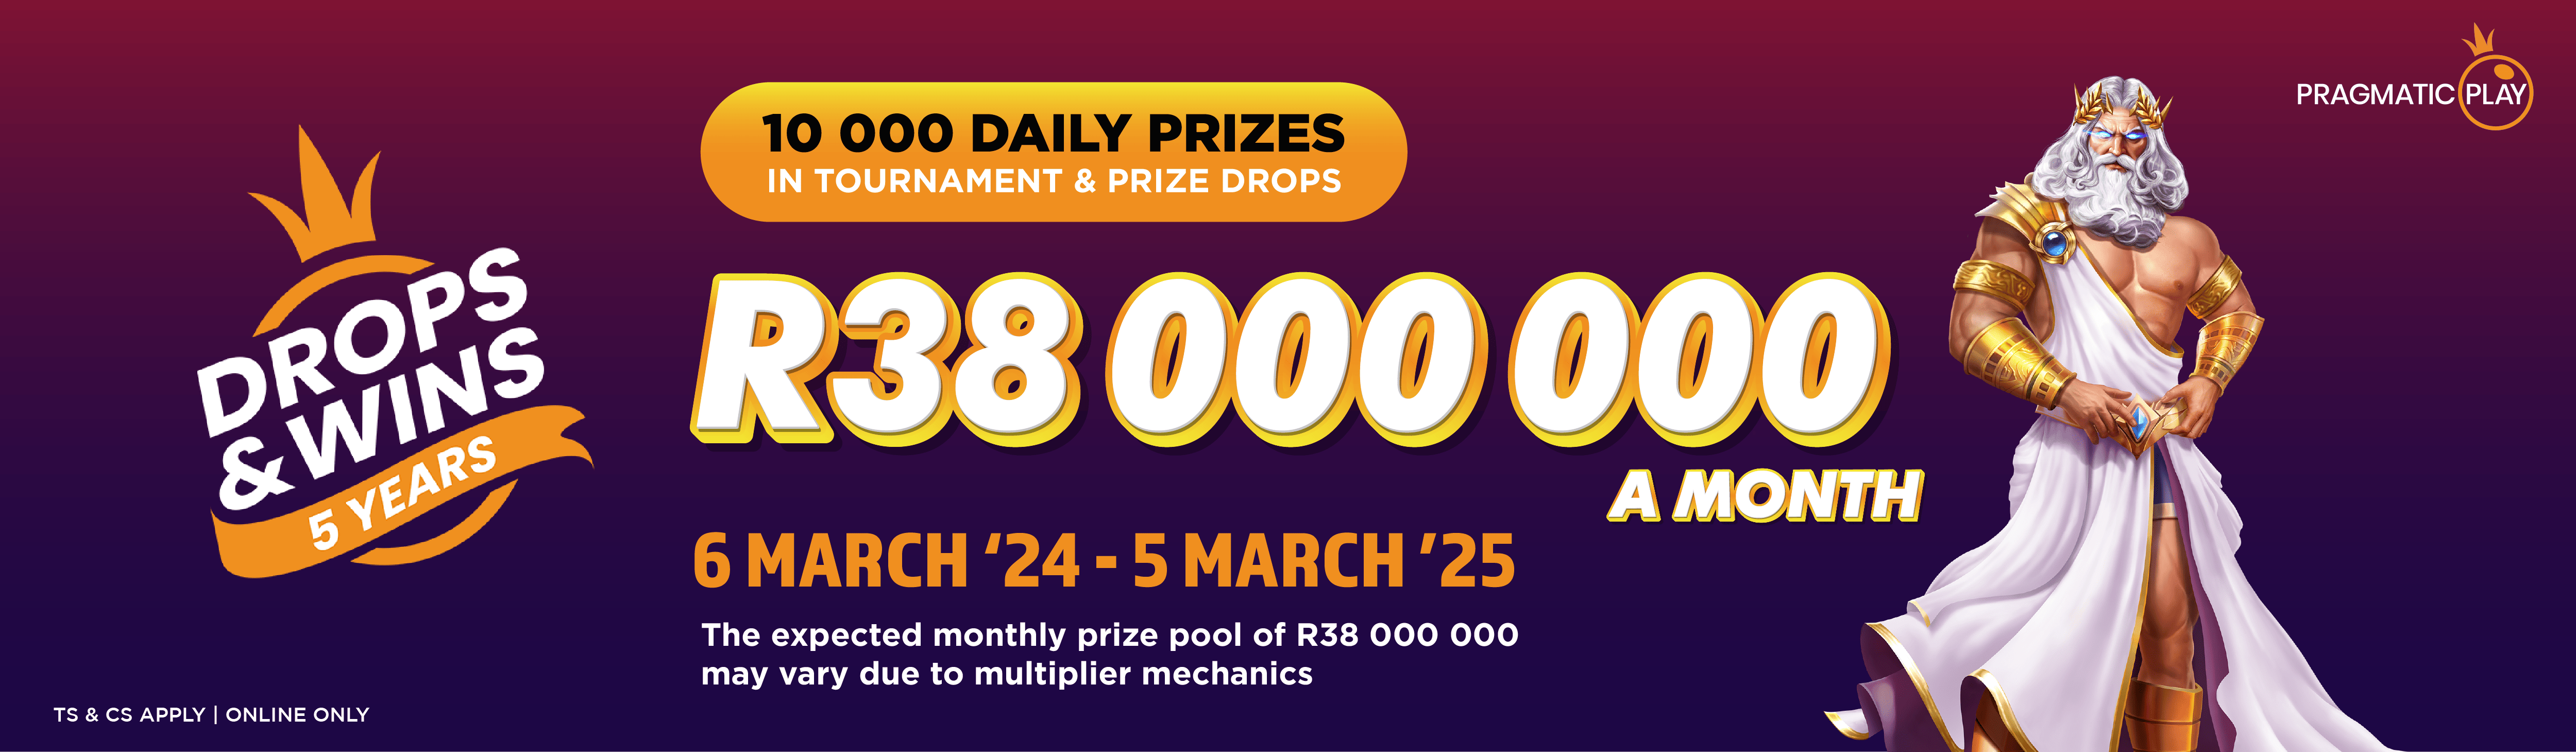 DROPS
& WINS
5 YEARS
10 000 DAILY PRIZES
IN TOURNAMENT & PRIZE DROPS
R38 000 000
A MONTH
6 MARCH ‘24 - 5 MARCH ’25
The expected monthly prize pool of R38 000 000
may vary due to multiplier mechanics
TS & CS APPLY | ONLINE ONLY
PRAGMATIC PLAY